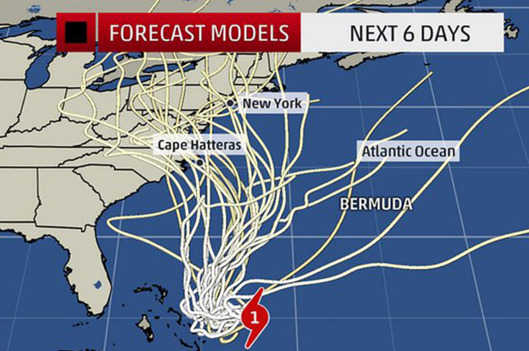 FORECAST MODELS
NEXT 6 DAYS
New York
Cape Hatteras
Atlantic Ocean
BERMUDA
1